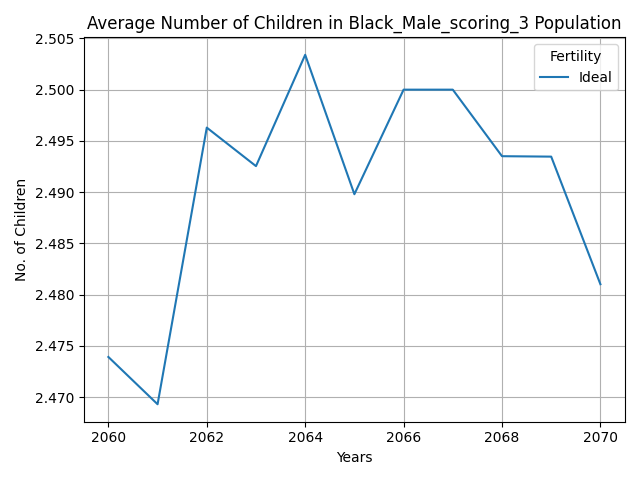 Average Number of Children in Black_Male_scoring_3 Population
Fertility
Ideal
No. of Children
2.505
2.500
2.495
2.490
2.485
2.480
2.475
2.470
2060
2062
2064
2066
2068
2070
Years